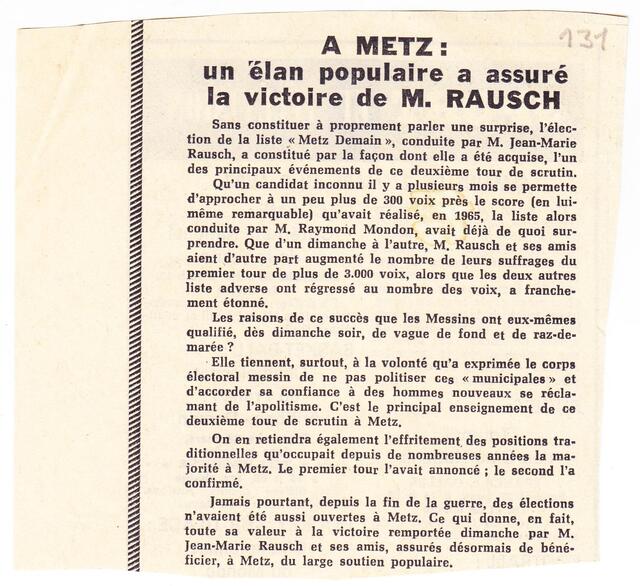 131
A METZ :
un élan populaire a assuré
la victoire de M. RAUSCH
Sans constituer à proprement parler une surprise, l'élec-
tion de la liste « Metz Demain », conduite par M. Jean-Marie
Rausch, a constitué par la façon dont elle a été acquise, l'un
des principaux événements de ce deuxième tour de scrutin.
Qu'un candidat inconnu il y a plusieurs mois se permette
d'approcher à un peu plus de 300 voix près le score (en lui-
même remarquable) qu'avait réalisé, en 1965, la liste alors
conduite par M. Raymond Mondon, avait déjà de quoi sur-
prendre. Que d'un dimanche à l'autre, M. Rausch et ses amis
aient d'autre part augmenté le nombre de leurs suffrages du
premier tour de plus de 3.000 voix, alors que les deux autres
liste adverse ont régressé au nombre des voix, a franche-
ment étonné.
Les raisons de ce succès que les Messins ont eux-mêmes
qualifié, dès dimanche soir, de vague de fond et de raz-de-
marée ?
Elle tiennent, surtout, à la volonté qu'a exprimée le corps
électoral messin de ne pas politiser ces « municipales » et
d'accorder sa confiance à des hommes nouveaux se récla-
mant de l'apolitisme. C'est le principal enseignement de ce
deuxième tour de scrutin à Metz.
On en retiendra également l'effritement des positions tra-
ditionnelles qu'occupait depuis de nombreuses années la ma-
jorité à Metz. Le premier tour l'avait annoncé ; le second l'a
confirmé.
Jamais pourtant, depuis la fin de la guerre, des élections
n'avaient été aussi ouvertes à Metz. Ce qui donne, en fait,
toute sa valeur à la victoire remportée dimanche par M.
Jean-Marie Rausch et ses amis, assurés désormais de béné-
ficier, à Metz, du large soutien populaire.